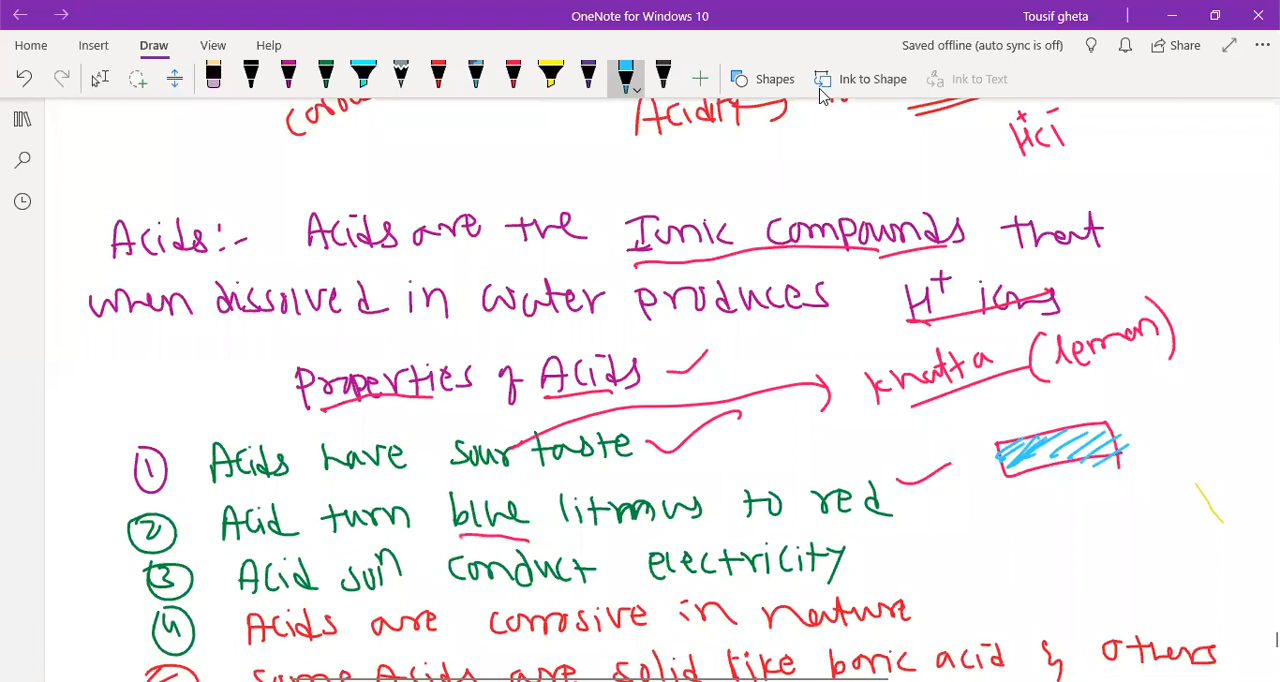 OneNote for Windows 10
Tousif gheta
Home Insert Draw View Help
Saved offline (auto sync is off)
Share
Shapes
Ink to Shape
Ink to Text
Acidity
H+Cl-
Acids:- Acids are the Ionic compounds that
when dissolved in water produces H+ ions
khatta (lemon)
properties of Acids
① Acids have sour taste
② Acid turn blue litmus to red
③ Acid sun conduct electricity
④ Acids are corrosive in nature
some Acids are solid like boric acid & others